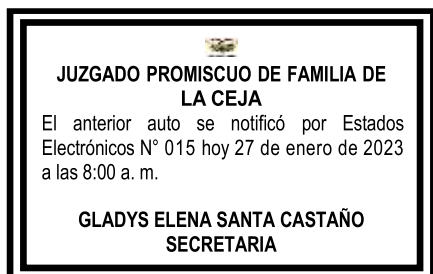 JUZGADO PROMISCUO DE FAMILIA DE
LA CEJA
El anterior auto se notificó por Estados
Electrónicos N° 015 hoy 27 de enero de 2023
a las 8:00 a. m.
GLADYS ELENA SANTA CASTAÑO
SECRETARIA